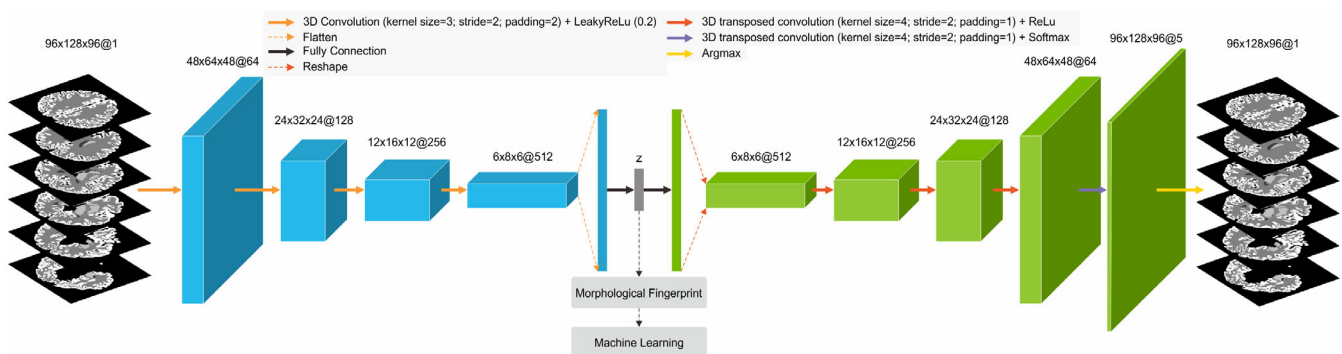 3D Convolution (kernel size=3; stride=2; padding=2) + LeakyReLu (0.2)
Flatten
Fully Connection
Reshape
3D transposed convolution (kernel size=4; stride=2; padding=1) + ReLu
3D transposed convolution (kernel size=4; stride=2; padding=1) + Softmax
Argmax
96x128x96@1
48x64x48@64
24x32x24@128
12x16x12@256
6x8x6@512
z
6x8x6@512
12x16x12@256
24x32x24@128
48x64x48@64
96x128x96@5
96x128x96@1
Morphological Fingerprint
Machine Learning